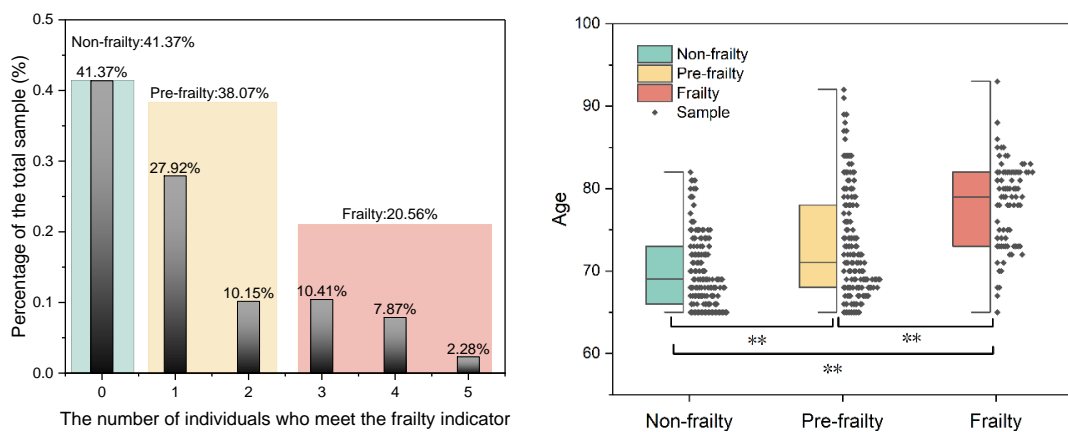 0.5
0.4
0.3
0.2
0.1
0.0
Percentage of the total sample (%)
Non-frailty:41.37%
41.37%
Pre-frailty:38.07%
27.92%
10.15%
Frailty:20.56%
10.41%
7.87%
2.28%
0 1 2 3 4 5
The number of individuals who meet the frailty indicator
100
90
80
70
60
Age
Non-frailty
Pre-frailty
Frailty
Sample
** **
**
Non-frailty Pre-frailty Frailty